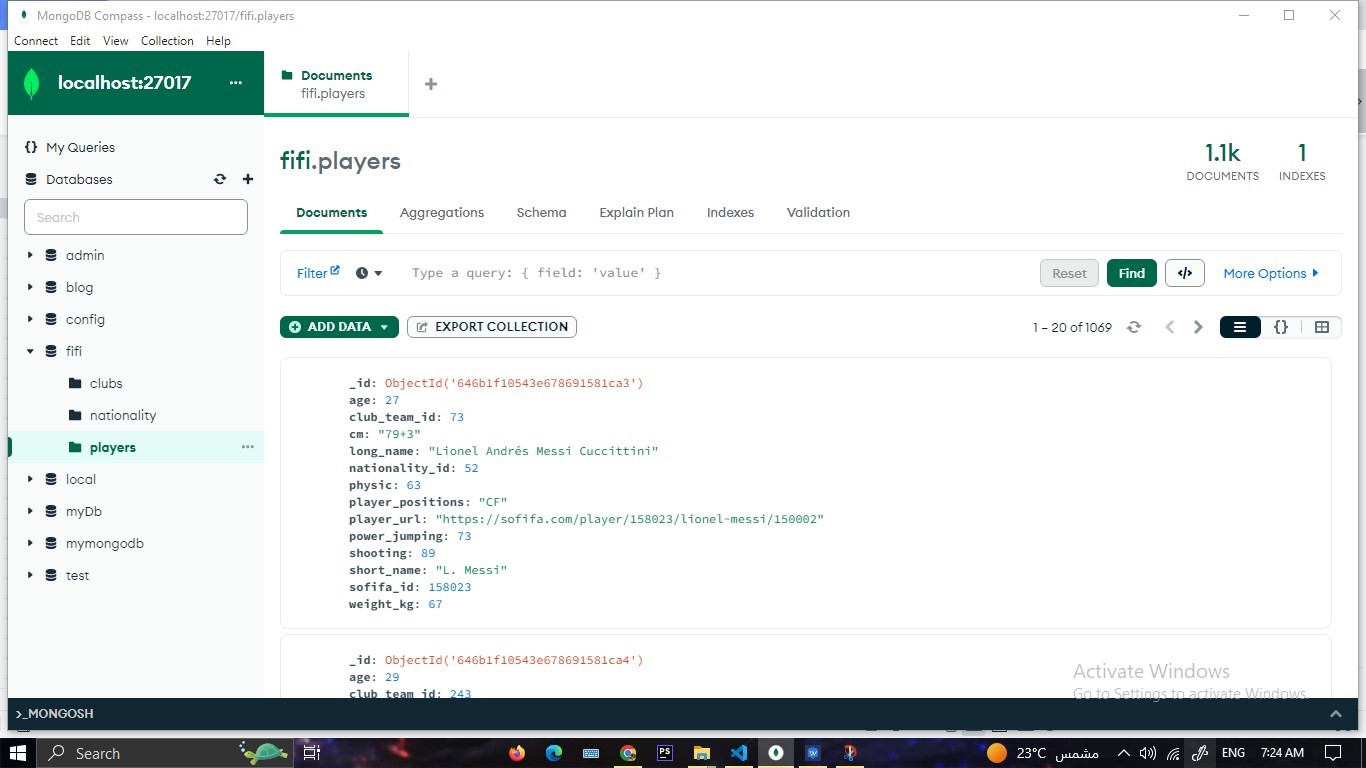 MongoDB Compass - localhost:27017/fifi.players
Connect Edit View Collection Help
localhost:27017 ...
Documents
fifi.players
+
My Queries
Databases
Search
admin
blog
config
fifi
clubs
nationality
players ...
local
myDb
mymongodb
test
fifi.players
1.1k
DOCUMENTS
1
INDEXES
Documents Aggregations Schema Explain Plan Indexes Validation
Filter Type a query: { field: 'value' } Reset Find </> More Options
ADD DATA EXPORT COLLECTION 1 – 20 of 1069 {}
_id: ObjectId('646b1f10543e678691581ca3')
age: 27
club_team_id: 73
cm: "79+3"
long_name: "Lionel Andrés Messi Cuccittini"
nationality_id: 52
physic: 63
player_positions: "CF"
player_url: "https://sofifa.com/player/158023/lionel-messi/150002"
power_jumping: 73
shooting: 89
short_name: "L. Messi"
sofifa_id: 158023
weight_kg: 67
_id: ObjectId('646b1f10543e678691581ca4')
age: 29
club_team_id: 243
Activate Windows
Go to Settings to activate Windows.
>_MONGOSH
Search PS 23°C مشمس ENG 7:24 AM